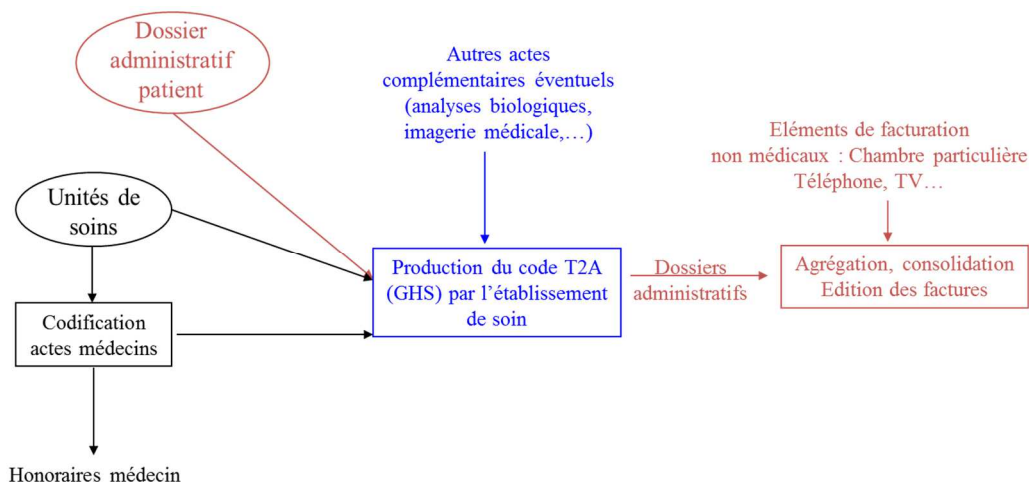 Dossier
administratif
patient
Autres actes
complémentaires éventuels
(analyses biologiques,
imagerie médicale,…)
Eléments de facturation
non médicaux : Chambre particulière
Téléphone, TV…
Unités de
soins
Production du code T2A
(GHS) par l’établissement
de soin
Dossiers
administratifs
Agrégation, consolidation
Edition des factures
Codification
actes médecins
Honoraires médecin